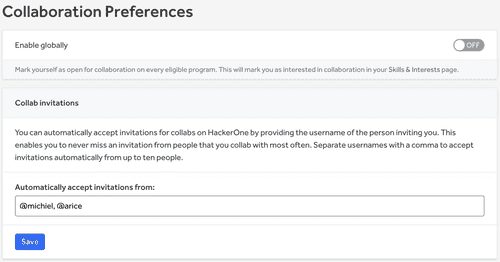 Collaboration Preferences
Enable globally
OFF
Mark yourself as open for collaboration on every eligible program. This will mark you as interested in collaboration in your Skills & Interests page.
Collab invitations
You can automatically accept invitations for collabs on HackerOne by providing the username of the person inviting you. This
enables you to never miss an invitation from people that you collab with most often. Separate usernames with a comma to accept
invitations automatically from up to ten people.
Automatically accept invitations from:
@michiel, @arice
Save